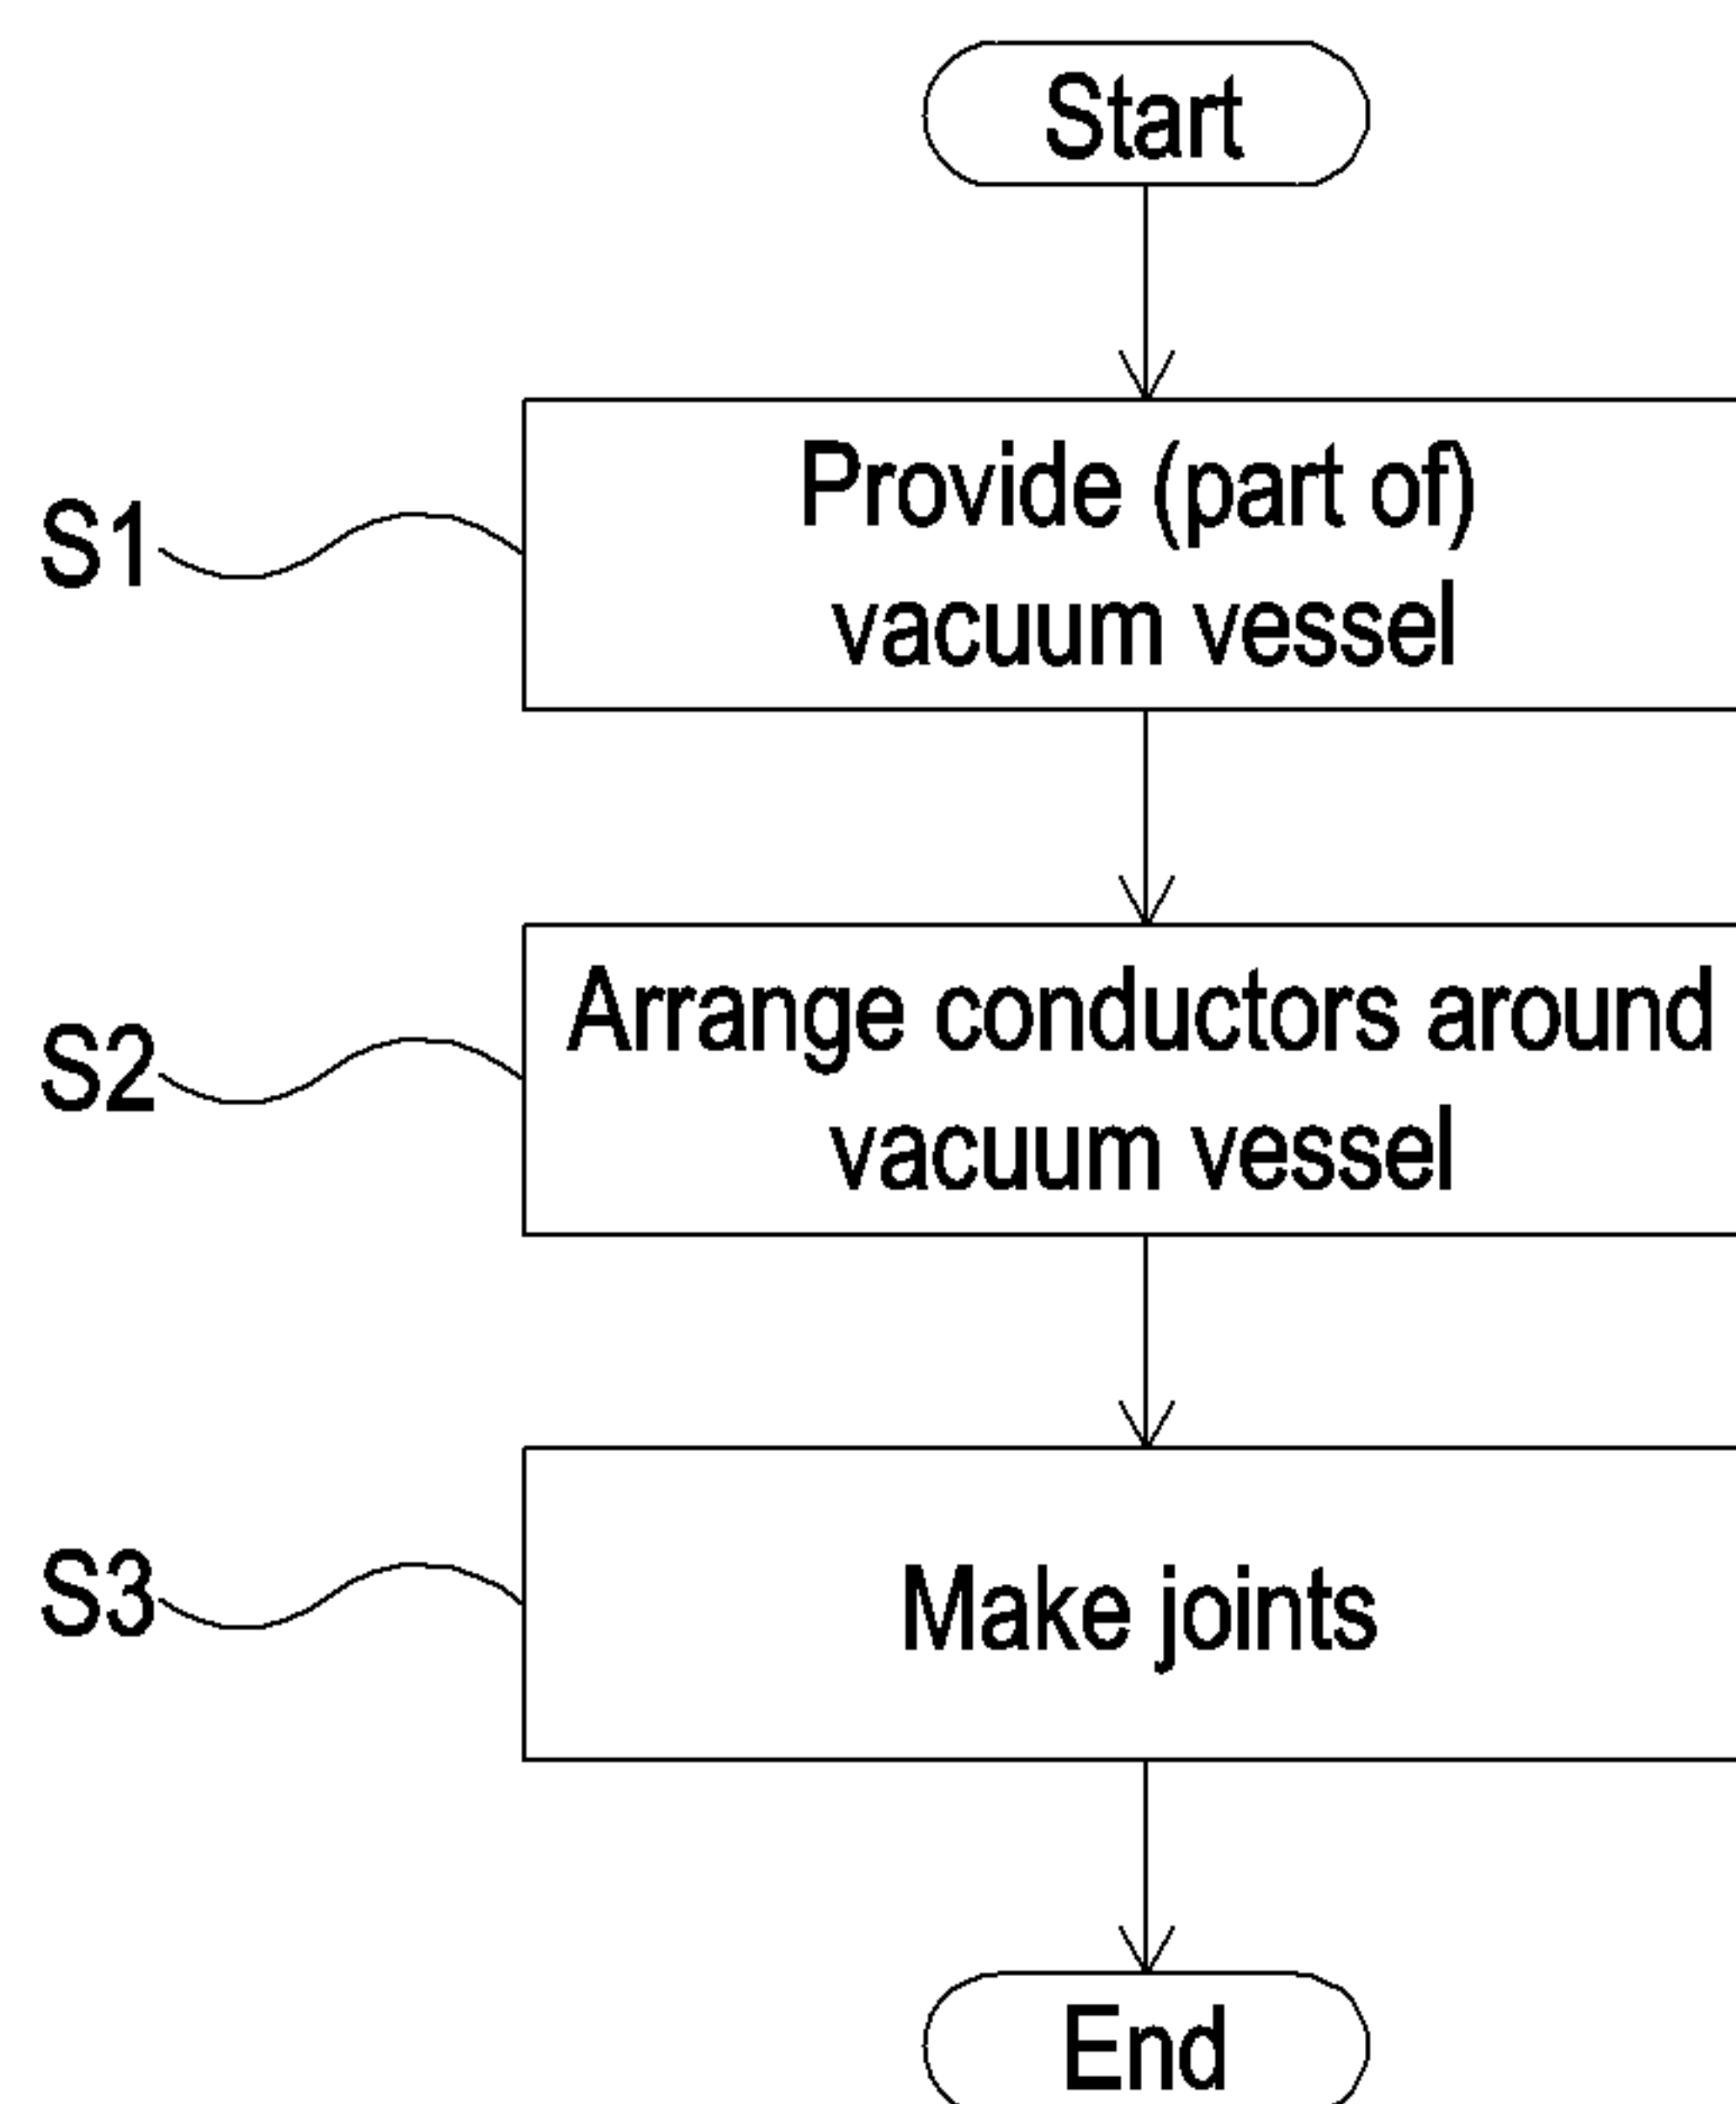 Start
S1
Provide (part of)
vacuum vessel
S2
Arrange conductors around
vacuum vessel
S3
Make joints
End